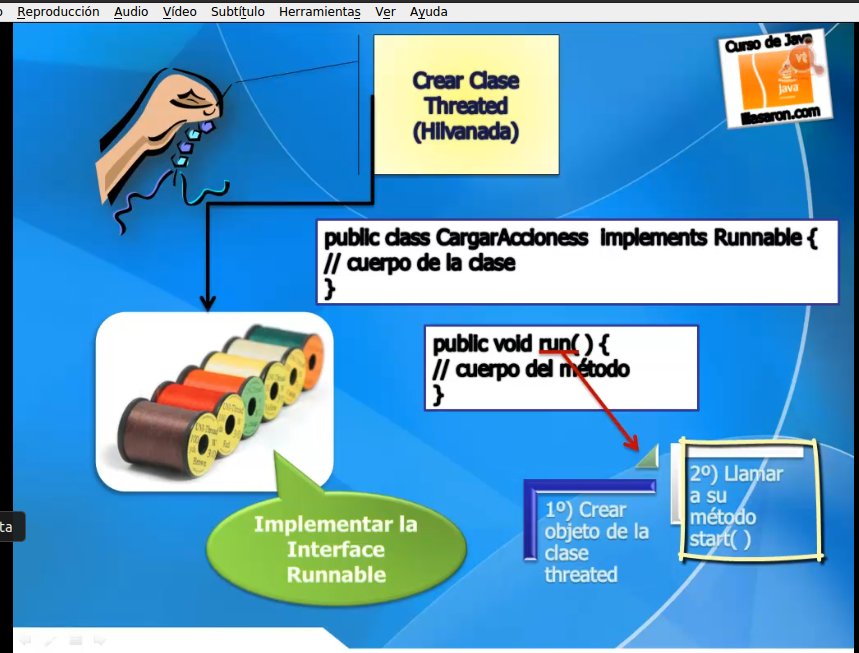 Reproducción Audio Vídeo Subtítulo Herramientas Ver Ayuda
Crear Clase
Threated
(Hilvanada)
Curso de Java
vt
Java
illasaron.com
public class CargarAccioness implements Runnable {
// cuerpo de la clase
}
public void run( ) {
// cuerpo del método
}
Implementar la
Interface
Runnable
1º) Crear
objeto de la
clase
threated
2º) Llamar
a su
método
start( )
ta